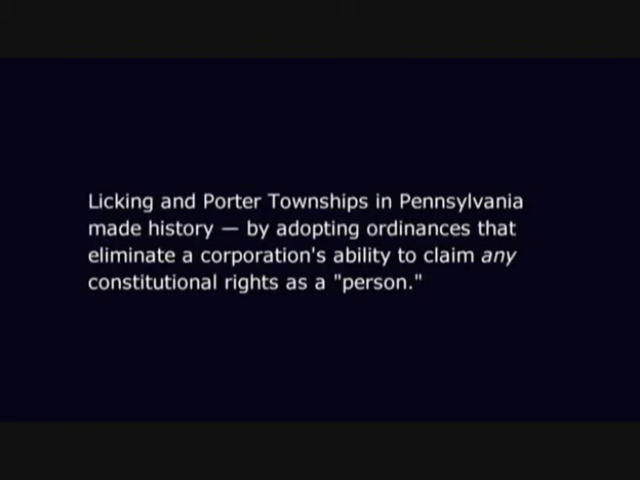 Licking and Porter Townships in Pennsylvania
made history — by adopting ordinances that
eliminate a corporation's ability to claim any
constitutional rights as a "person."